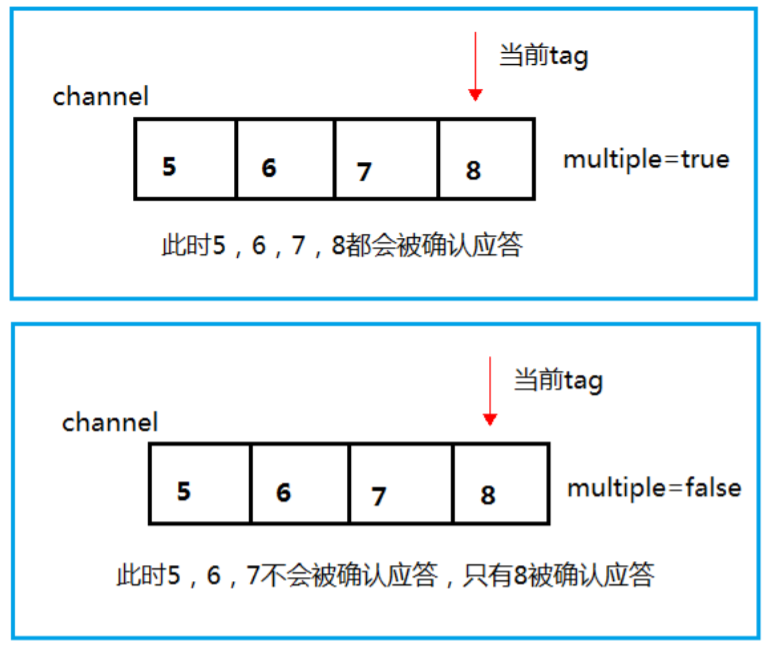 当前tag
channel
5 6 7 8 multiple=true
此时5，6，7，8都会被确认应答
当前tag
channel
5 6 7 8 multiple=false
此时5，6，7不会被确认应答，只有8被确认应答